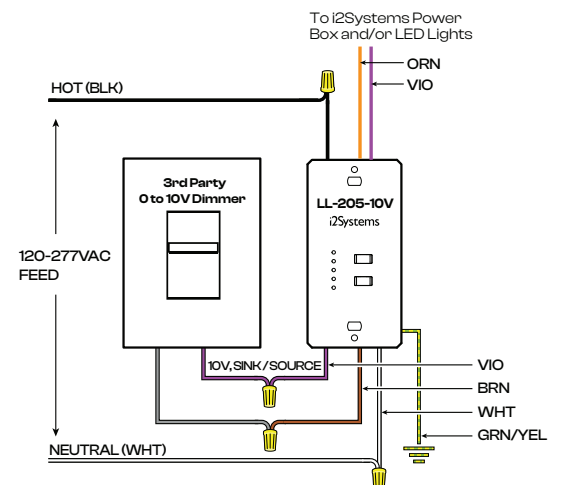 To i2Systems Power
Box and/or LED Lights
ORN
VIO
HOT (BLK)
3rd Party
0 to 10V Dimmer
LL-205-10V
i2Systems
120-277VAC
FEED
10V, SINK/SOURCE
VIO
BRN
WHT
GRN/YEL
NEUTRAL (WHT)